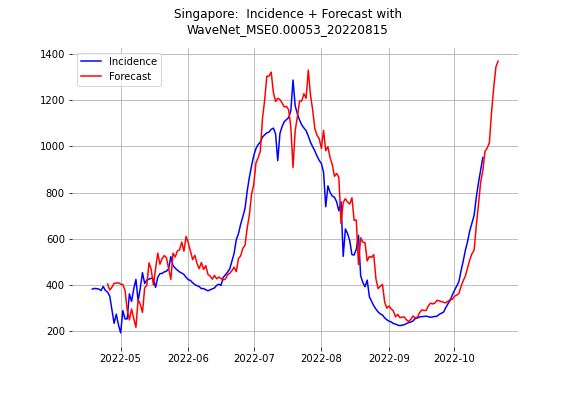 Singapore:  Incidence + Forecast with
WaveNet_MSE0.00053_20220815
Incidence
Forecast
1400
1200
1000
800
600
400
200
2022-05 2022-06 2022-07 2022-08 2022-09 2022-10